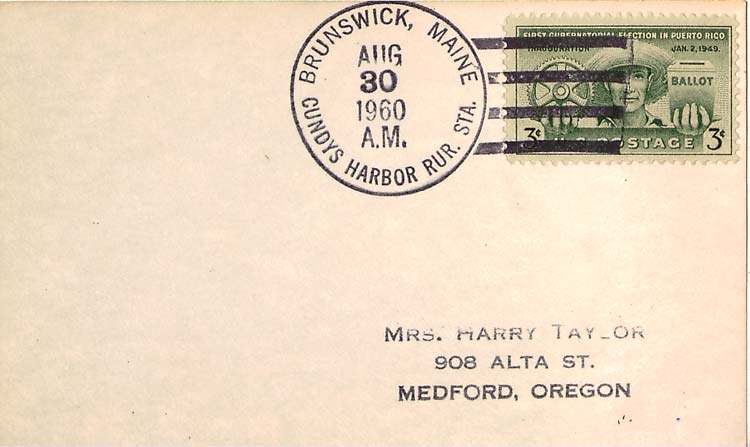 BRUNSWICK, MAINE
AUG
30
1960
A.M.
CUNDYS HARBOR RUR. STA.
FIRST GUBERNATORIAL ELECTION IN PUERTO RICO
INAUGURATION JAN. 2, 1949.
BALLOT
3¢ POSTAGE 3¢
MRS. HARRY TAYLOR
908 ALTA ST.
MEDFORD, OREGON